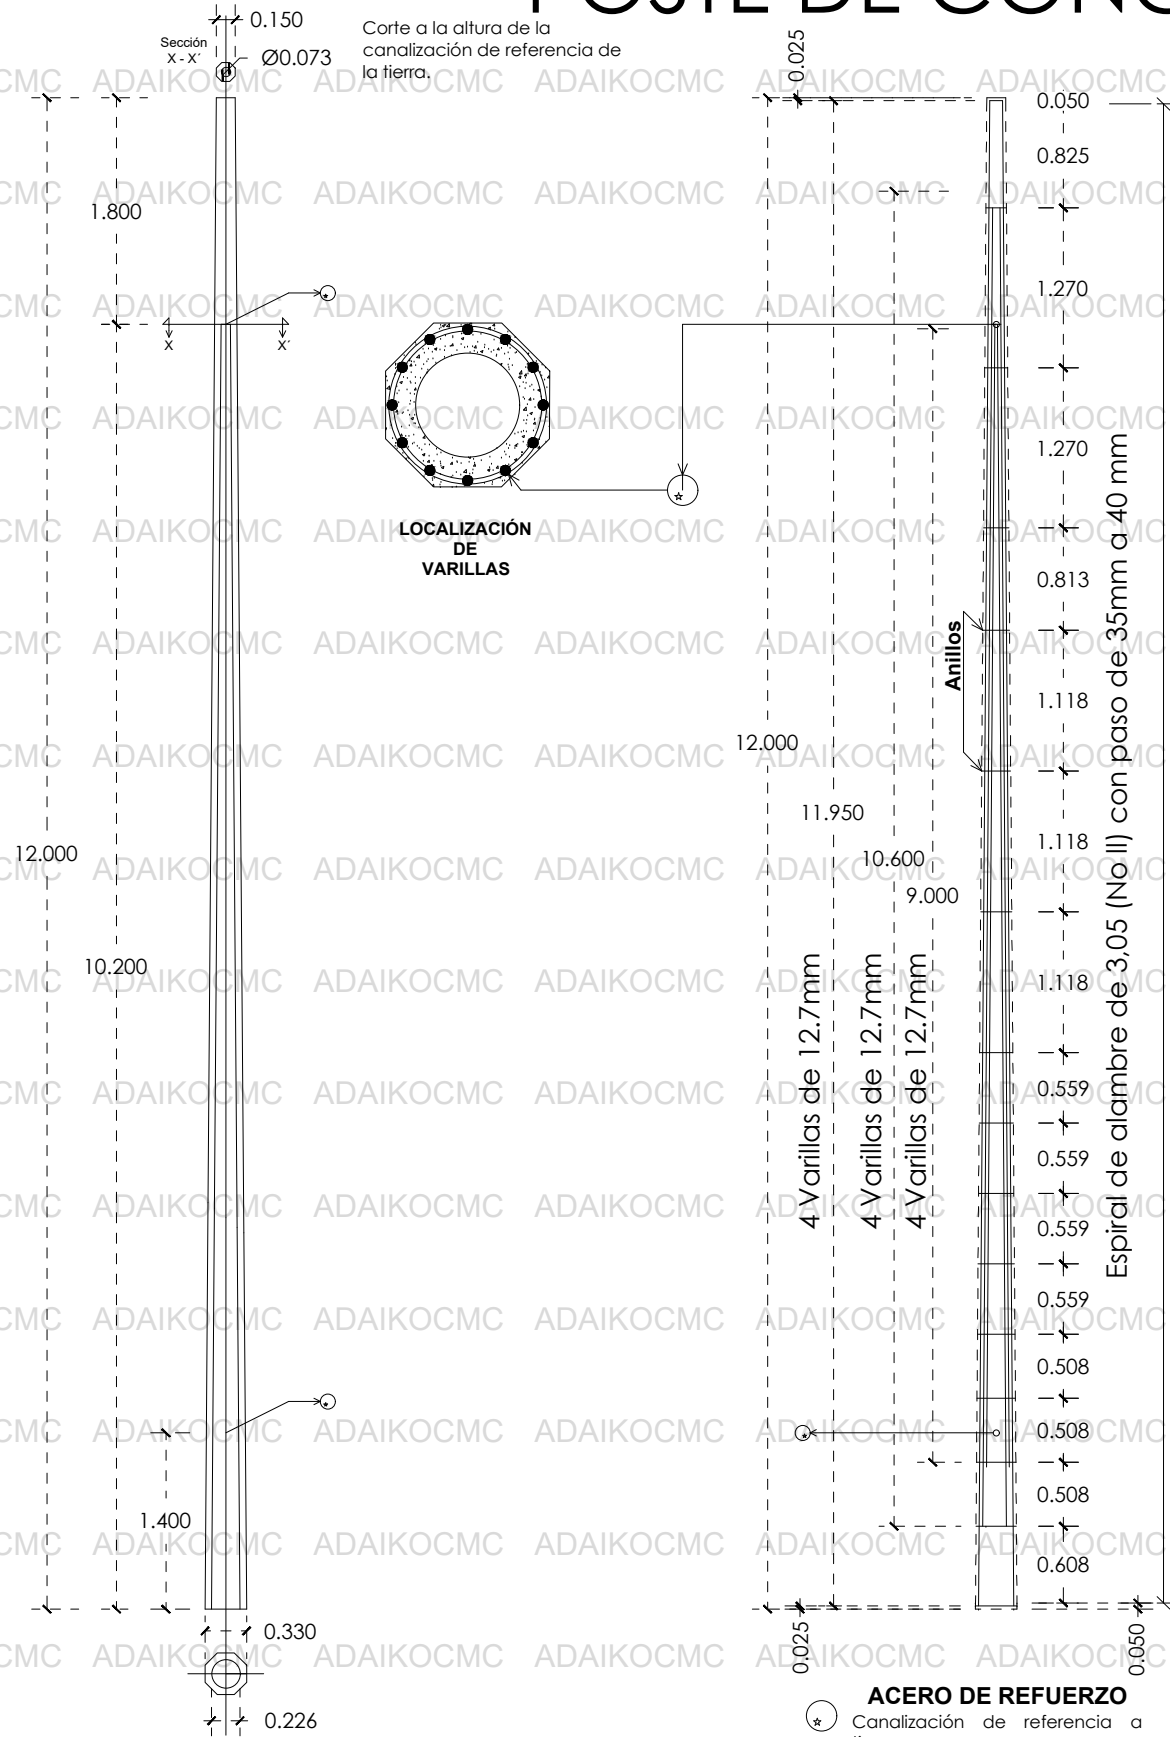 POSTE DE CONC
0.150
Sección
X - X´
Ø0.073
Corte a la altura de la
canalización de referencia de
la tierra.
1.800
X
X´
12.000
10.200
1.400
0.330
0.226
LOCALIZACIÓN
DE
VARILLAS
0.025
0.050
0.825
1.270
1.270
0.813
1.118
1.118
1.118
0.559
0.559
0.559
0.559
0.508
0.508
0.508
0.608
Anillos
12.000
11.950
10.600
9.000
4 Varillas de 12.7mm
4 Varillas de 12.7mm
4 Varillas de 12.7mm
Espiral de alambre de 3,05 (No II) con paso de 35mm a 40 mm
0.025
0.050
ACERO DE REFUERZO
Canalización de referencia a
ADAIKOCMC